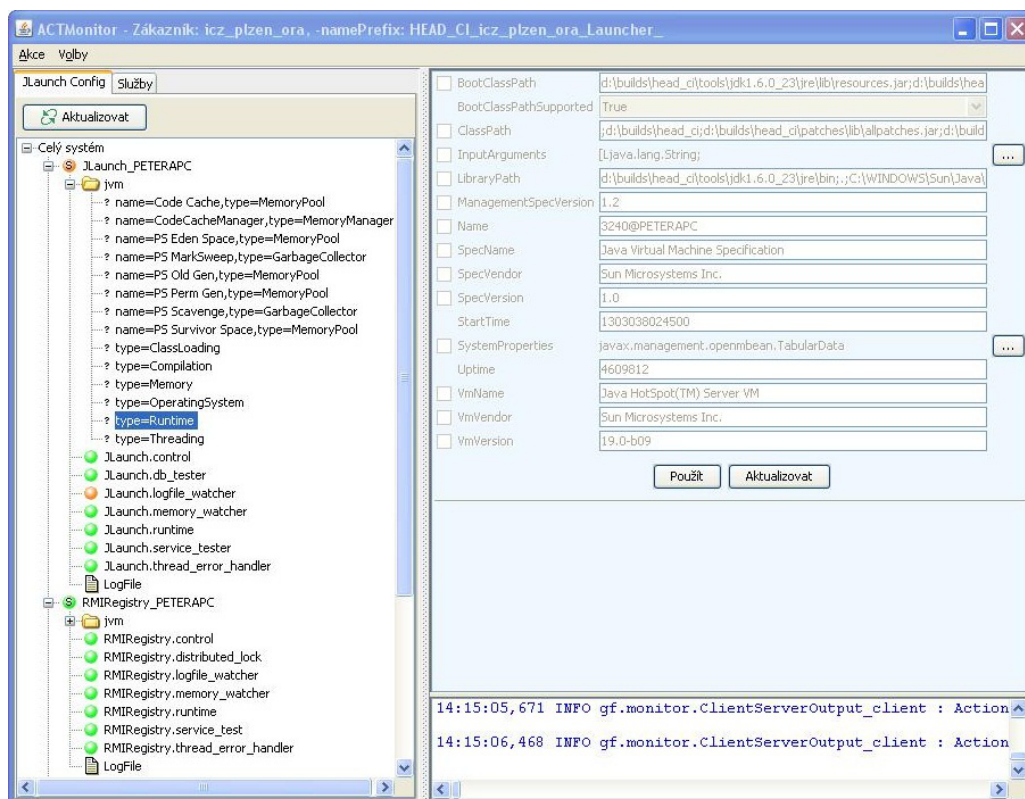 ACTMonitor - Zákazník: icz_plzen_ora, -namePrefix: HEAD_CI_icz_plzen_ora_Launcher_
Akce Volby
JLaunch Config Služby
Aktualizovat
Celý systém
JLaunch_PETERAPC
jvm
? name=Code Cache,type=MemoryPool
? name=CodeCacheManager,type=MemoryManager
? name=PS Eden Space,type=MemoryPool
? name=PS MarkSweep,type=GarbageCollector
? name=PS Old Gen,type=MemoryPool
? name=PS Perm Gen,type=MemoryPool
? name=PS Scavenge,type=GarbageCollector
? name=PS Survivor Space,type=MemoryPool
? type=ClassLoading
? type=Compilation
? type=Memory
? type=OperatingSystem
? type=Runtime
? type=Threading
JLaunch.control
JLaunch.db_tester
JLaunch.logfile_watcher
JLaunch.memory_watcher
JLaunch.runtime
JLaunch.service_tester
JLaunch.thread_error_handler
LogFile
S RMIRegistry_PETERAPC
jvm
RMIRegistry.control
RMIRegistry.distributed_lock
RMIRegistry.logfile_watcher
RMIRegistry.memory_watcher
RMIRegistry.runtime
RMIRegistry.service_test
RMIRegistry.thread_error_handler
LogFile
BootClassPath d:\builds\head_ci\tools\jdk1.6.0_23\jre\lib\resources.jar;d:\builds\hea
BootClassPathSupported True
ClassPath ;d:\builds\head_ci;d:\builds\head_ci\patches\lib\allpatches.jar;d:\build
InputArguments [Ljava.lang.String; ...
LibraryPath d:\builds\head_ci\tools\jdk1.6.0_23\jre\bin;.;C:\WINDOWS\Sun\Java\
ManagementSpecVersion 1.2
Name 3240@PETERAPC
SpecName Java Virtual Machine Specification
SpecVendor Sun Microsystems Inc.
SpecVersion 1.0
StartTime 1303038024500
SystemProperties javax.management.openmbean.TabularData ...
Uptime 4609812
VmName Java HotSpot(TM) Server VM
VmVendor Sun Microsystems Inc.
VmVersion 19.0-b09
Použít Aktualizovat
14:15:05,671 INFO gf.monitor.ClientServerOutput_client : Action
14:15:06,468 INFO gf.monitor.ClientServerOutput_client : Action